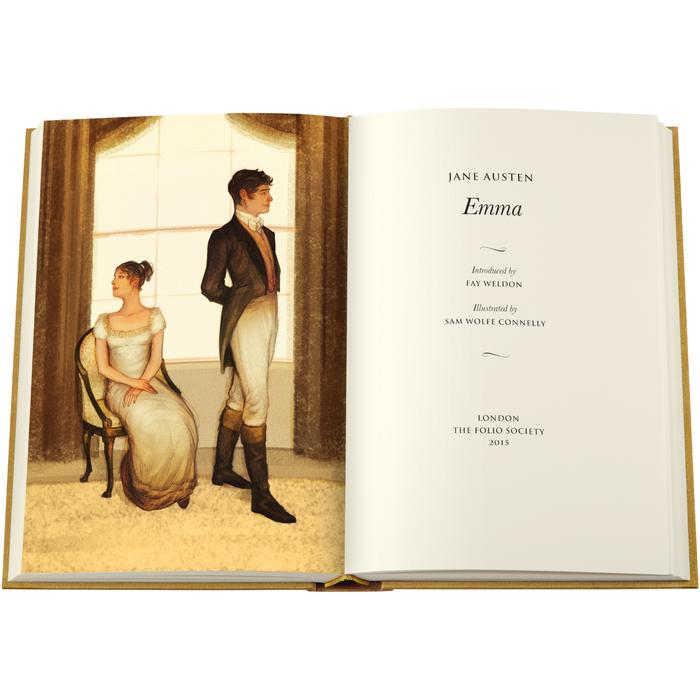 JANE AUSTEN
Emma
Introduced by
FAY WELDON
Illustrated by
SAM WOLFE CONNELLY
LONDON
THE FOLIO SOCIETY
2015